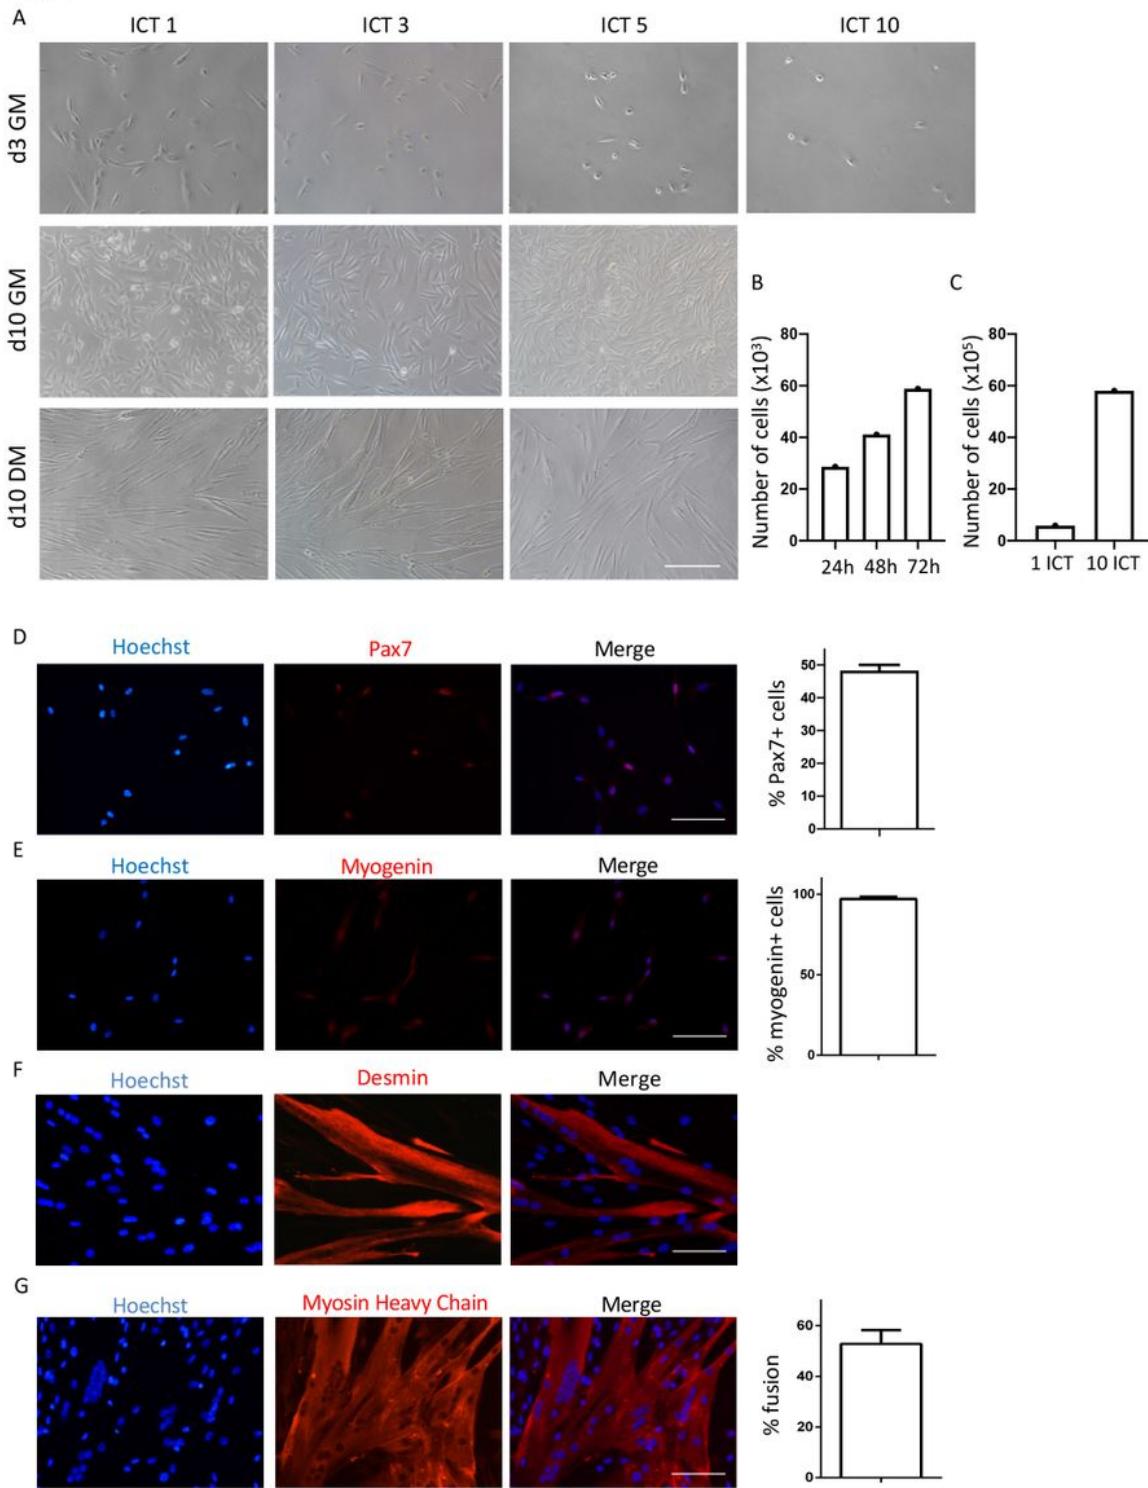 A
ICT 1 ICT 3 ICT 5 ICT 10
d3 GM
d10 GM
d10 DM
B
Number of cells (x10³)
80
60
40
20
0
24h 48h 72h
C
Number of cells (x10⁵)
80
60
40
20
0
1 ICT 10 ICT
D
Hoechst Pax7 Merge
% Pax7+ cells
50
40
30
20
10
0
E
Hoechst Myogenin Merge
% myogenin+ cells
100
50
0
F
Hoechst Desmin Merge
G
Hoechst Myosin Heavy Chain Merge
% fusion
60
40
20
0